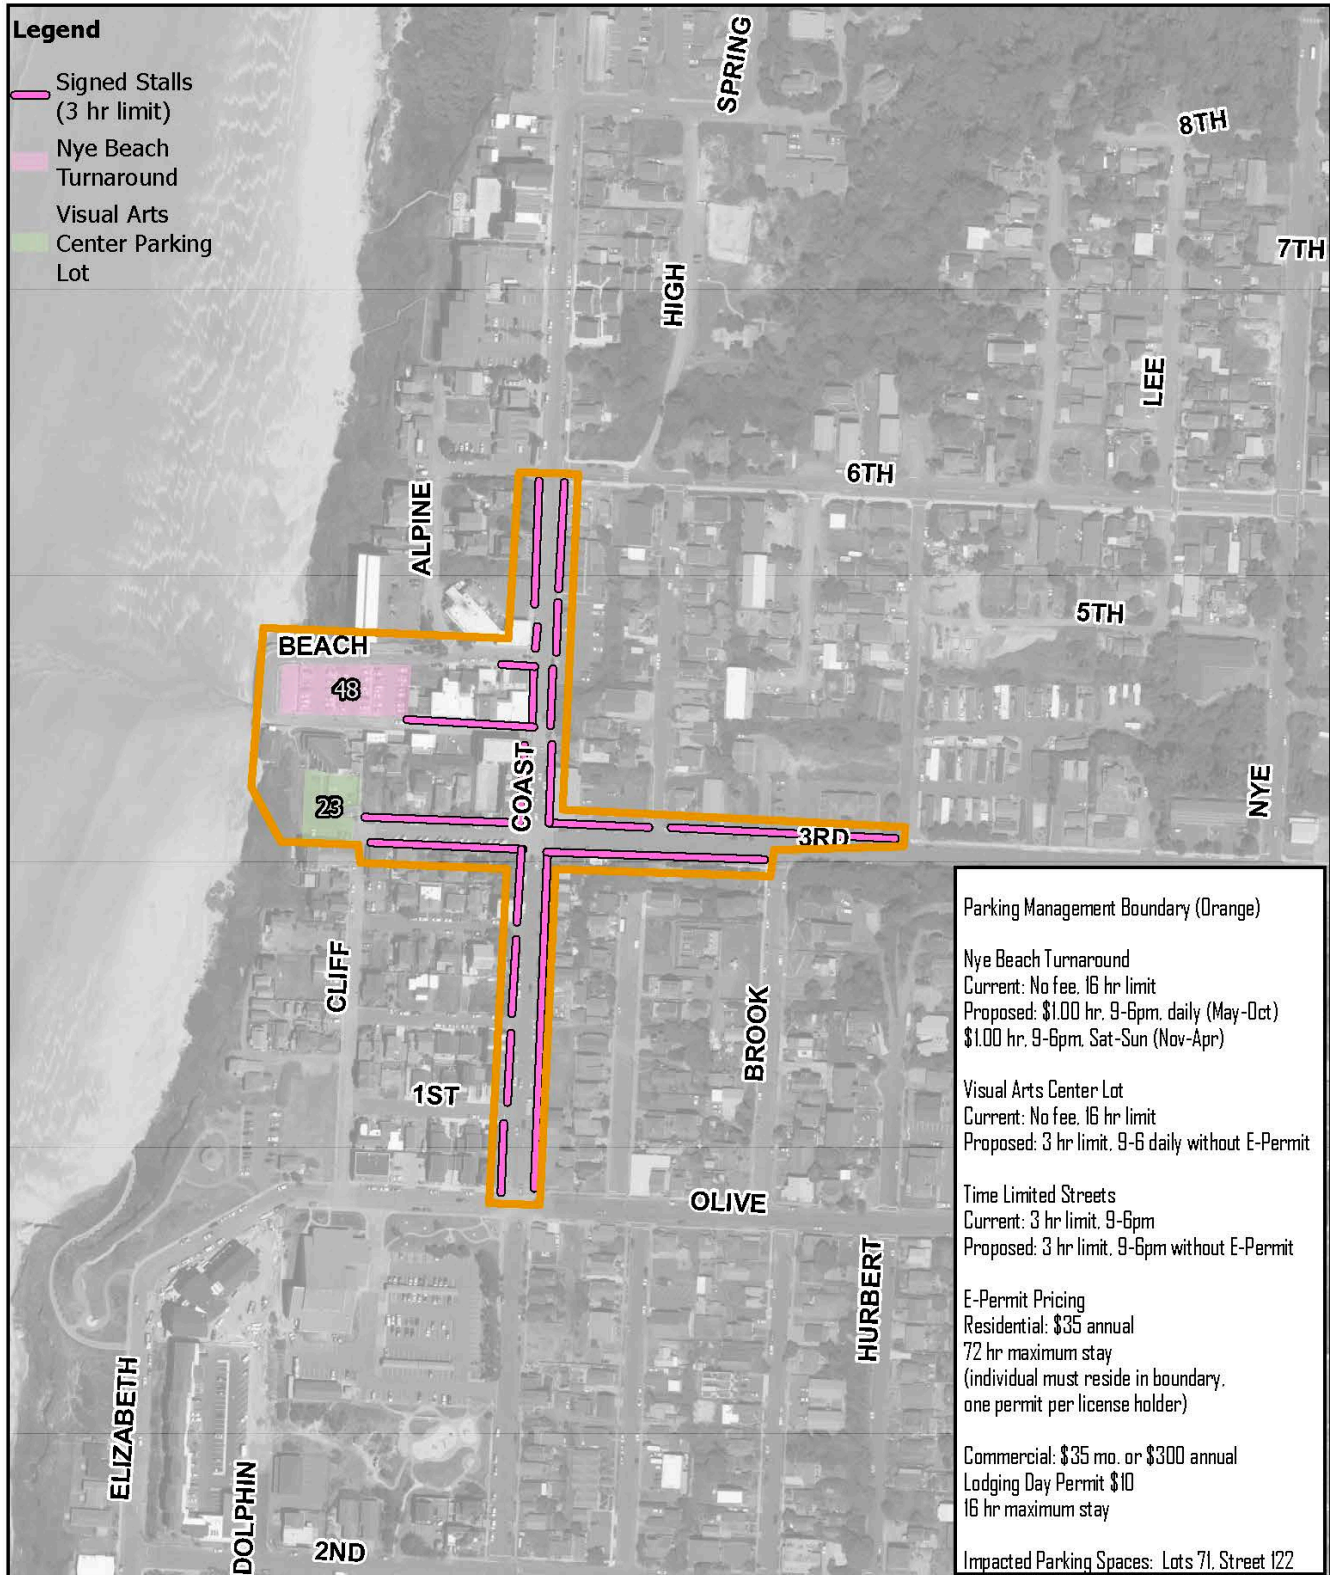 Legend
Signed Stalls
(3 hr limit)
Nye Beach
Turnaround
Visual Arts
Center Parking
Lot
SPRING
8TH
7TH
HIGH
LEE
6TH
ALPINE
5TH
BEACH
48
COAST
NYE
23
3RD
CLIFF
BROOK
1ST
OLIVE
HURBERT
ELIZABETH
DOLPHIN
2ND
Parking Management Boundary (Orange)
Nye Beach Turnaround
Current: No fee, 16 hr limit
Proposed: $1.00 hr, 9-6pm, daily (May-Oct)
$1.00 hr, 9-6pm, Sat-Sun (Nov-Apr)
Visual Arts Center Lot
Current: No fee, 16 hr limit
Proposed: 3 hr limit, 9-6 daily without E-Permit
Time Limited Streets
Current: 3 hr limit, 9-6pm
Proposed: 3 hr limit, 9-6pm without E-Permit
E-Permit Pricing
Residential: $35 annual
72 hr maximum stay
(individual must reside in boundary,
one permit per license holder)
Commercial: $35 mo. or $300 annual
Lodging Day Permit $10
16 hr maximum stay
Impacted Parking Spaces: Lots 71, Street 122